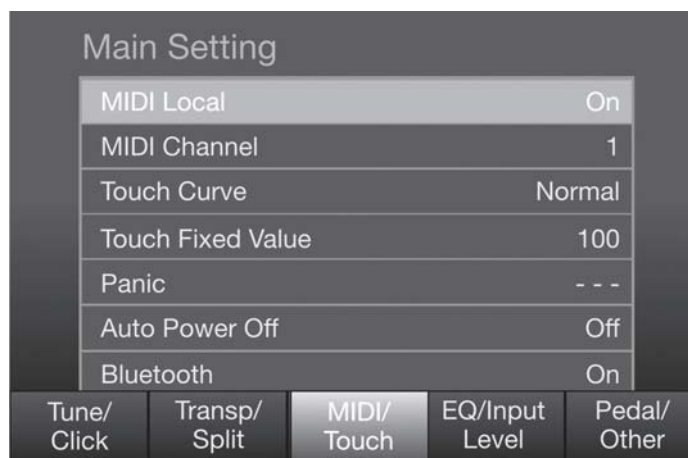 Main Setting
MIDI Local On
MIDI Channel 1
Touch Curve Normal
Touch Fixed Value 100
Panic - - -
Auto Power Off Off
Bluetooth On
Tune/ Transp/ MIDI/ EQ/Input Pedal/
Click Split Touch Level Other